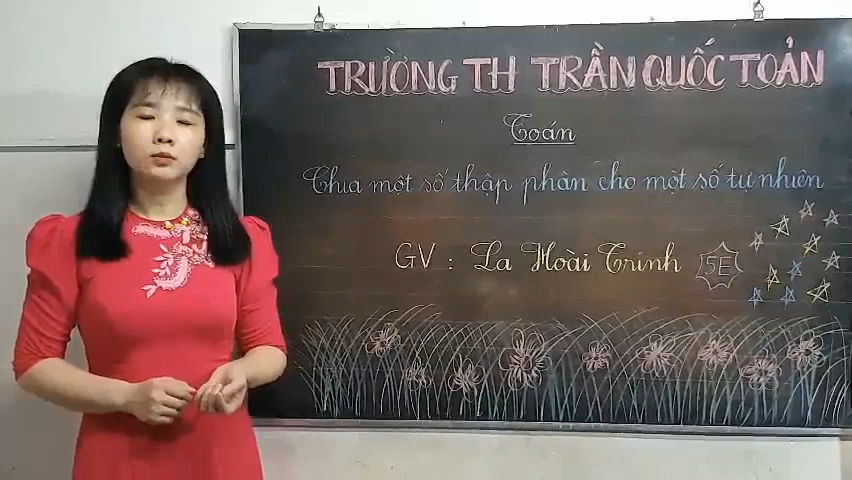 TRƯỜNG TH TRẦN QUỐC TOẢN
Toán
Chia một số thập phân cho một số tự nhiên
GV : La Hoài Trinh
5E